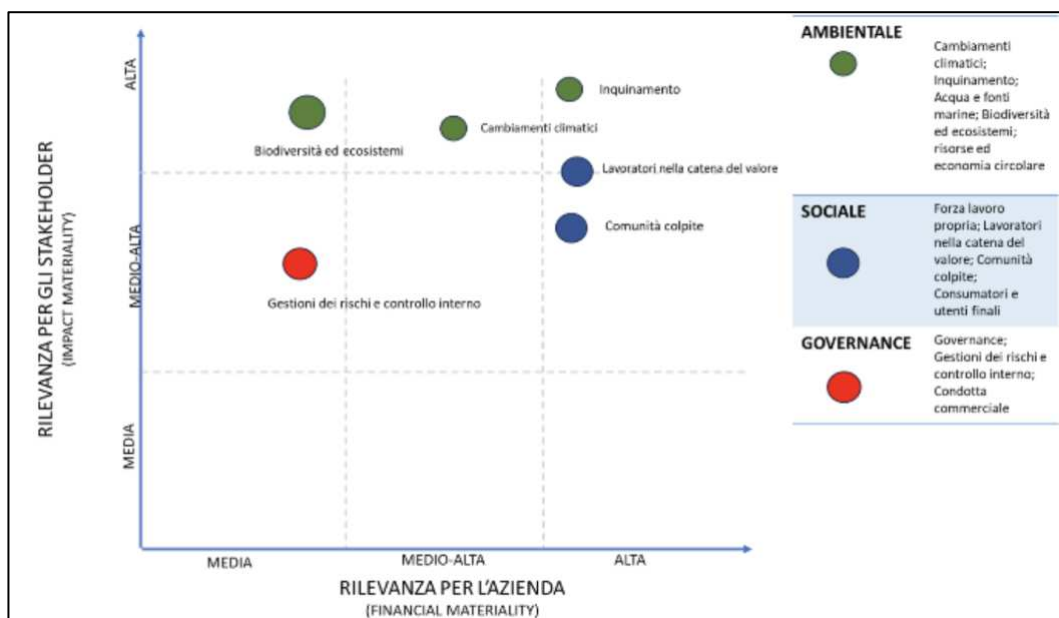 ALTA
MEDIO-ALTA
MEDIA
RILEVANZA PER GLI STAKEHOLDER
(IMPACT MATERIALITY)
Inquinamento
Cambiamenti climatici
Biodiversità ed ecosistemi
Lavoratori nella catena del valore
Comunità colpite
Gestioni dei rischi e controllo interno
MEDIA
MEDIO-ALTA
ALTA
RILEVANZA PER L'AZIENDA
(FINANCIAL MATERIALITY)
AMBIENTALE
Cambiamenti
climatici;
Inquinamento;
Acqua e fonti
marine; Biodiversità
ed ecosistemi;
risorse ed
economia circolare
SOCIALE
Forza lavoro
propria; Lavoratori
nella catena del
valore; Comunità
colpite;
Consumatori e
utenti finali
GOVERNANCE
Governance;
Gestioni dei rischi e
controllo interno;
Condotta
commerciale